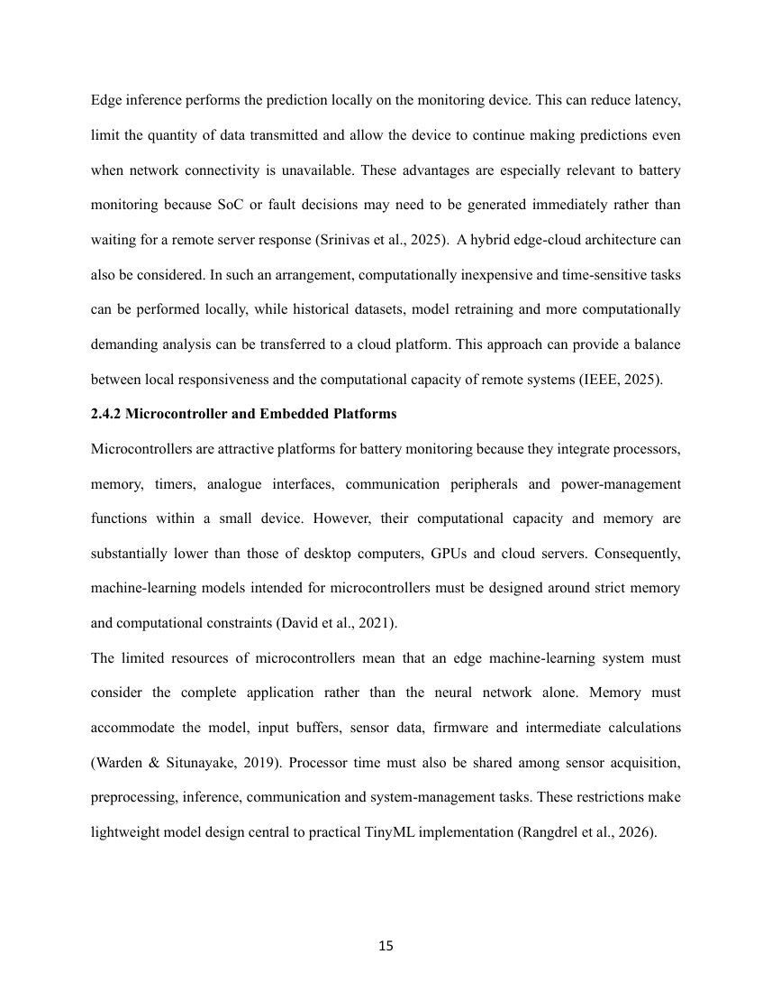 Edge inference performs the prediction locally on the monitoring device. This can reduce latency,
limit the quantity of data transmitted and allow the device to continue making predictions even
when network connectivity is unavailable. These advantages are especially relevant to battery
monitoring because SoC or fault decisions may need to be generated immediately rather than
waiting for a remote server response (Srinivas et al., 2025).  A hybrid edge-cloud architecture can
also be considered. In such an arrangement, computationally inexpensive and time-sensitive tasks
can be performed locally, while historical datasets, model retraining and more computationally
demanding analysis can be transferred to a cloud platform. This approach can provide a balance
between local responsiveness and the computational capacity of remote systems (IEEE, 2025).
2.4.2 Microcontroller and Embedded Platforms
Microcontrollers are attractive platforms for battery monitoring because they integrate processors,
memory, timers, analogue interfaces, communication peripherals and power-management
functions within a small device. However, their computational capacity and memory are
substantially lower than those of desktop computers, GPUs and cloud servers. Consequently,
machine-learning models intended for microcontrollers must be designed around strict memory
and computational constraints (David et al., 2021).
The limited resources of microcontrollers mean that an edge machine-learning system must
consider the complete application rather than the neural network alone. Memory must
accommodate the model, input buffers, sensor data, firmware and intermediate calculations
(Warden & Situnayake, 2019). Processor time must also be shared among sensor acquisition,
preprocessing, inference, communication and system-management tasks. These restrictions make
lightweight model design central to practical TinyML implementation (Rangdrel et al., 2026).
15